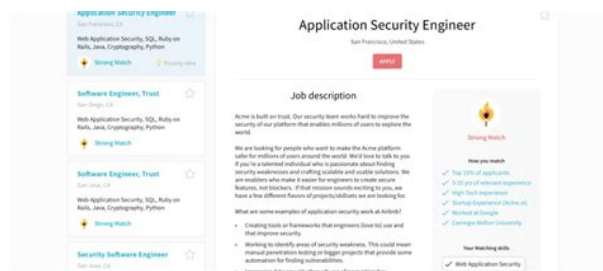 Application Security Engineer
San Francisco, CA
Web Application Security, SQL, Ruby on
Rails, Java, Cryptography, Python
Strong Match
Software Engineer, Trust
San Diego, CA
Web Application Security, SQL, Ruby on
Rails, Java, Cryptography, Python
Strong Match
Software Engineer, Trust
San Jose, CA
Web Application Security, SQL, Ruby on
Rails, Java, Cryptography, Python
Strong Match
Security Software Engineer
San Jose, CA
Application Security Engineer
San Francisco, United States
APPLY
Job description
Acme is built on trust. Our security team works hard to improve the
security of our platform that enables millions of users to explore the
world.
We are looking for people who want to make the Acme platform
safer for millions of users around the world. We'd love to talk to you
if you're a talented individual who is passionate about finding
security weaknesses and crafting scalable and usable solutions. We
are enablers who make it easier for engineers to create secure
features, not blockers. If that mission sounds exciting to you, we
have a few different flavors of projects/skillsets we are looking for.
What are some examples of application security work at Airbnb?
• Creating tools or frameworks that engineers (love to) use and
that improve security.
• Working to identify areas of security weakness. This could mean
manual penetration testing or bigger projects that provide some
automation for finding vulnerabilities.
Strong Match
How you match
Top 10% of applicants
5-10 yrs of relevant experience
High Tech experience
Startup Experience (Acme at)
Worked at Google
Carnegie Mellon University
Your Matching skills
Web Application Security